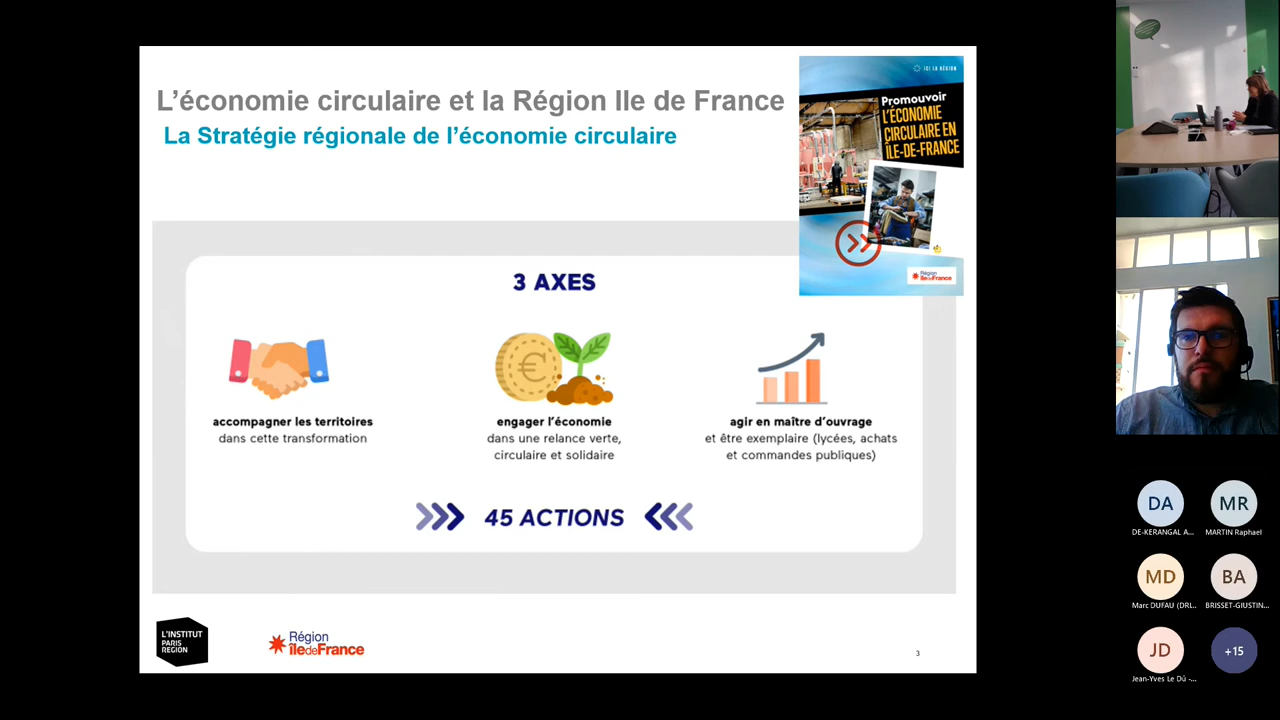 L'économie circulaire et la Région Ile de France
La Stratégie régionale de l'économie circulaire
ICI LA RÉGION
Promouvoir
L'ÉCONOMIE
CIRCULAIRE EN
ÎLE-DE-FRANCE
Région
îledeFrance
3 AXES
accompagner les territoires
dans cette transformation
engager l'économie
dans une relance verte,
circulaire et solidaire
agir en maître d'ouvrage
et être exemplaire (lycées, achats
et commandes publiques)
45 ACTIONS
L'INSTITUT
PARIS
REGION
Région
îledeFrance
3
DA
DE-KERANGAL A...
MR
MARTIN Raphael
MD
Marc DUFAU (DRI...
BA
BRISSET-GIUSTIN...
JD
Jean-Yves Le Dû -...
+15